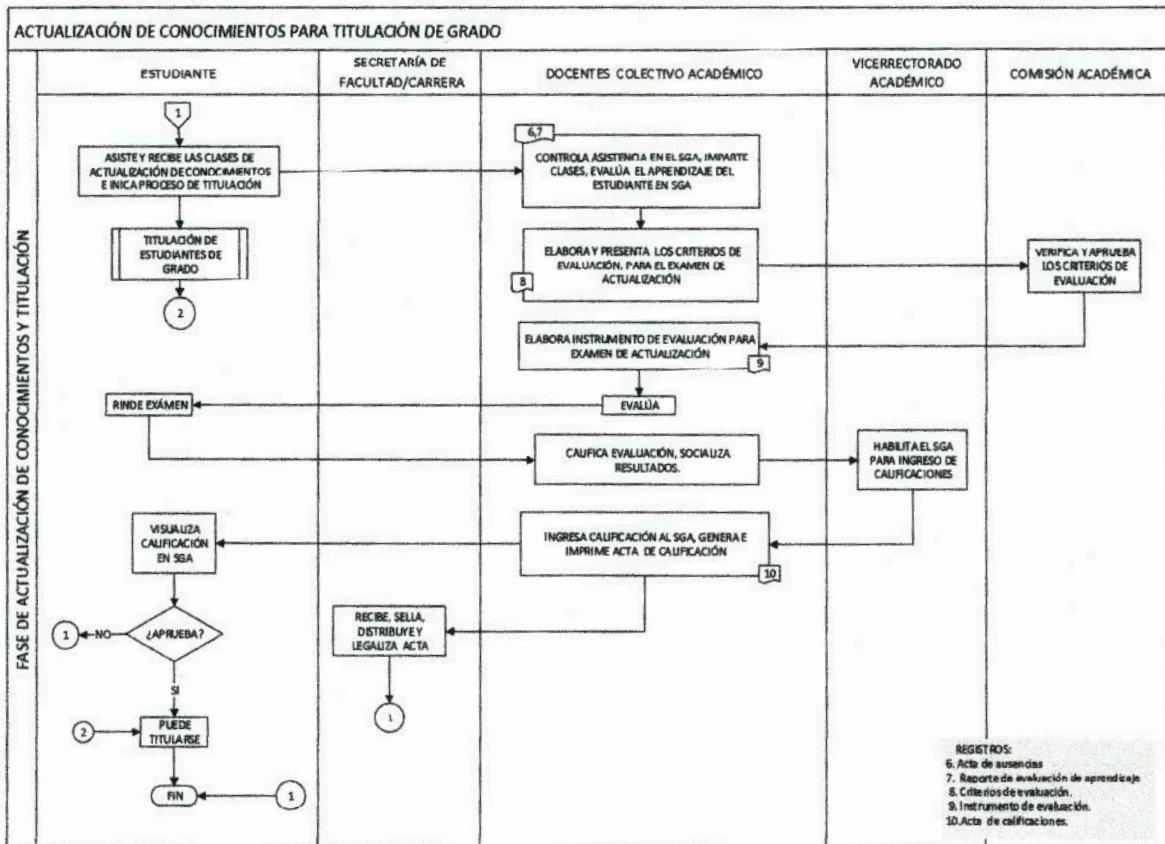 ACTUALIZACIÓN DE CONOCIMIENTOS PARA TITULACIÓN DE GRADO
FASE DE ACTUALIZACIÓN DE CONOCIMIENTOS Y TITULACIÓN
ESTUDIANTE
SECRETARÍA DE
FACULTAD/CARRERA
DOCENTES COLECTIVO ACADÉMICO
VICERRECTORADO
ACADÉMICO
COMISIÓN ACADÉMICA
1
ASISTE Y RECIBE LAS CLASES DE
ACTUALIZACIÓN DE CONOCIMIENTOS
E INICA PROCESO DE TITULACIÓN
6,7
CONTROLA ASISTENCIA EN EL SGA, IMPARTE
CLASES, EVALÚA EL APRENDIZAJE DEL
ESTUDIANTE EN SGA
TITULACIÓN DE
ESTUDIANTES DE
GRADO
2
ELABORA Y PRESENTA LOS CRITERIOS DE
EVALUACIÓN, PARA EL EXAMEN DE
ACTUALIZACIÓN
8
VERIFICA Y APRUEBA
LOS CRITERIOS DE
EVALUACIÓN
ELABORA INSTRUMENTO DE EVALUACIÓN PARA
EXAMEN DE ACTUALIZACIÓN
9
EVALÚA
RINDE EXÁMEN
CALIFICA EVALUACIÓN, SOCIALIZA
RESULTADOS.
HABILITA EL SGA
PARA INGRESO DE
CALIFICACIONES
INGRESA CALIFICACIÓN AL SGA, GENERA E
IMPRIME ACTA DE CALIFICACIÓN
10
VISUALIZA
CALIFICACIÓN
EN SGA
¿APRUEBA?
NO
1
SI
RECIBE, SELLA,
DISTRIBUYE Y
LEGALIZA ACTA
1
2
PUEDE
TITULARSE
FIN
1
REGISTROS:
6. Acta de ausencias
7. Reporte de evaluación de aprendizaje
8. Criterios de evaluación.
9. Instrumento de evaluación.
10. Acta de calificaciones.